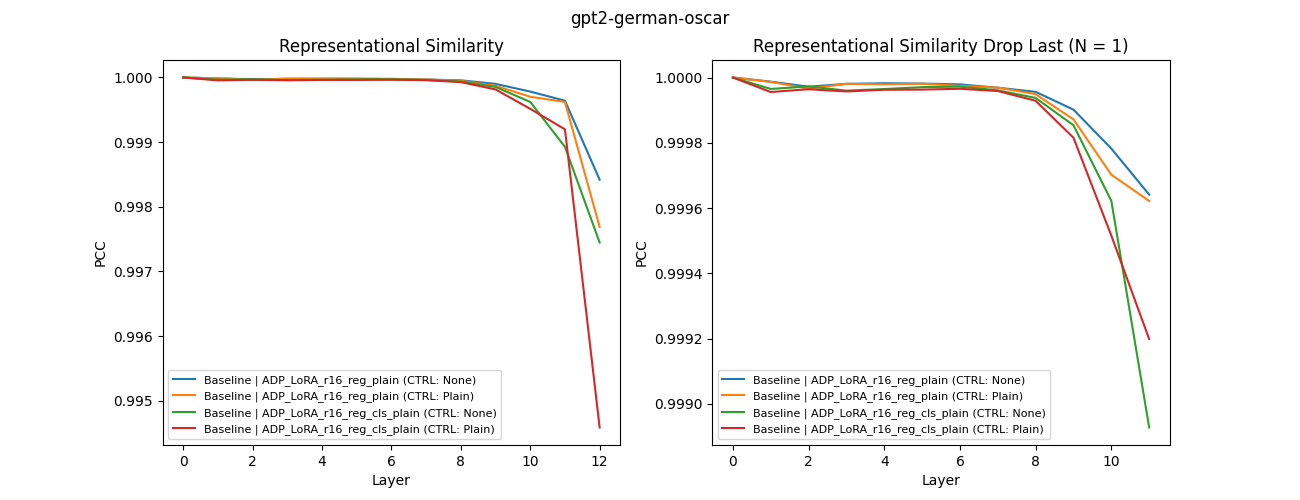 gpt2-german-oscar
Representational Similarity
1.000
0.999
0.998
0.997
0.996
0.995
PCC
0 2 4 6 8 10 12
Layer
Baseline | ADP_LoRA_r16_reg_plain (CTRL: None)
Baseline | ADP_LoRA_r16_reg_plain (CTRL: Plain)
Baseline | ADP_LoRA_r16_reg_cls_plain (CTRL: None)
Baseline | ADP_LoRA_r16_reg_cls_plain (CTRL: Plain)
Representational Similarity Drop Last (N = 1)
1.0000
0.9998
0.9996
0.9994
0.9992
0.9990
PCC
0 2 4 6 8 10
Layer
Baseline | ADP_LoRA_r16_reg_plain (CTRL: None)
Baseline | ADP_LoRA_r16_reg_plain (CTRL: Plain)
Baseline | ADP_LoRA_r16_reg_cls_plain (CTRL: None)
Baseline | ADP_LoRA_r16_reg_cls_plain (CTRL: Plain)